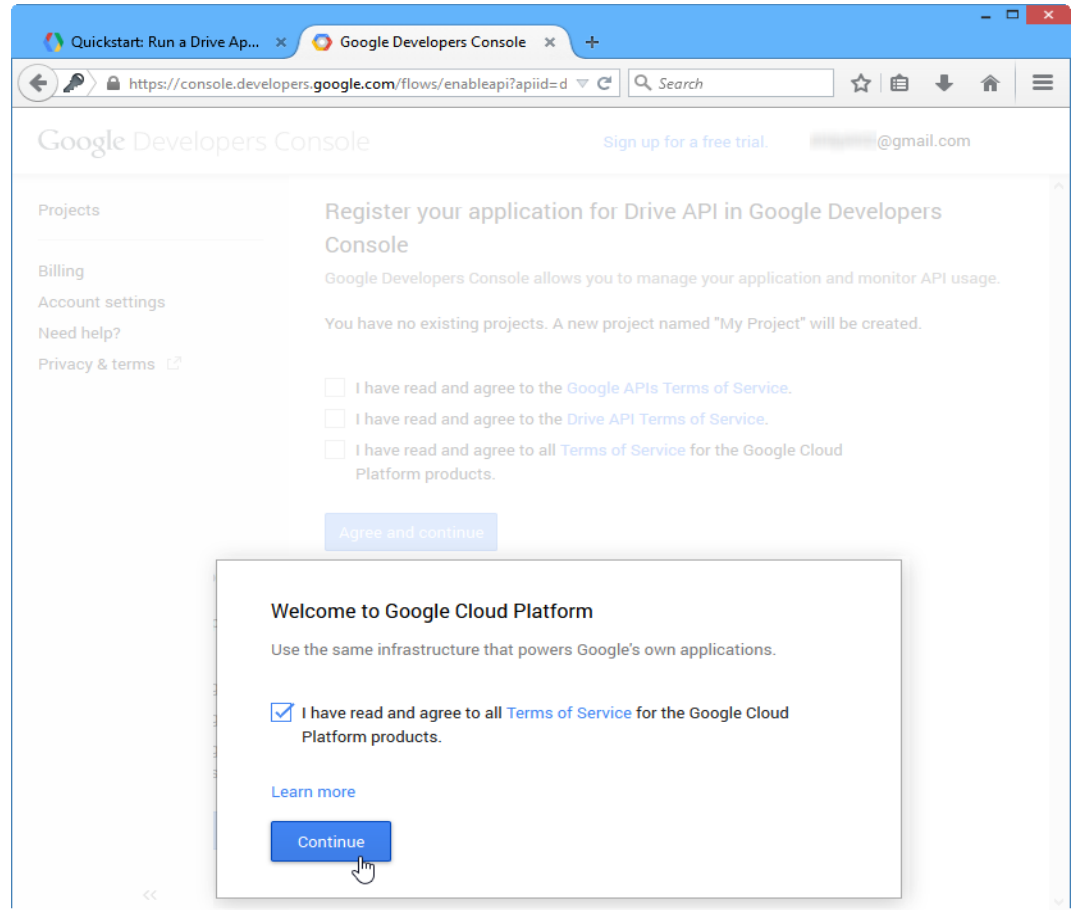 Quickstart: Run a Drive Ap...
Google Developers Console
https://console.developers.google.com/flows/enableapi?apiid=d
Search
Google Developers Console
Sign up for a free trial.
@gmail.com
Projects
Billing
Account settings
Need help?
Privacy & terms
Register your application for Drive API in Google Developers
Console
Google Developers Console allows you to manage your application and monitor API usage.
You have no existing projects. A new project named "My Project" will be created.
I have read and agree to the Google APIs Terms of Service.
I have read and agree to the Drive API Terms of Service.
I have read and agree to all Terms of Service for the Google Cloud
Platform products.
Agree and continue
Welcome to Google Cloud Platform
Use the same infrastructure that powers Google's own applications.
I have read and agree to all Terms of Service for the Google Cloud
Platform products.
Learn more
Continue